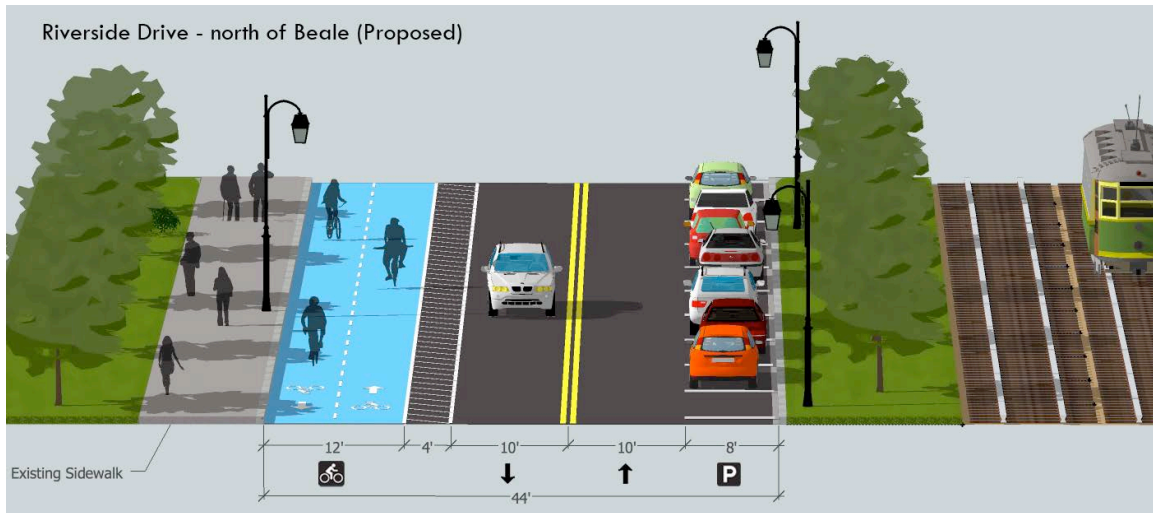 Riverside Drive - north of Beale (Proposed)
12' 4' 10' 10' 8'
Existing Sidewalk
P
44'